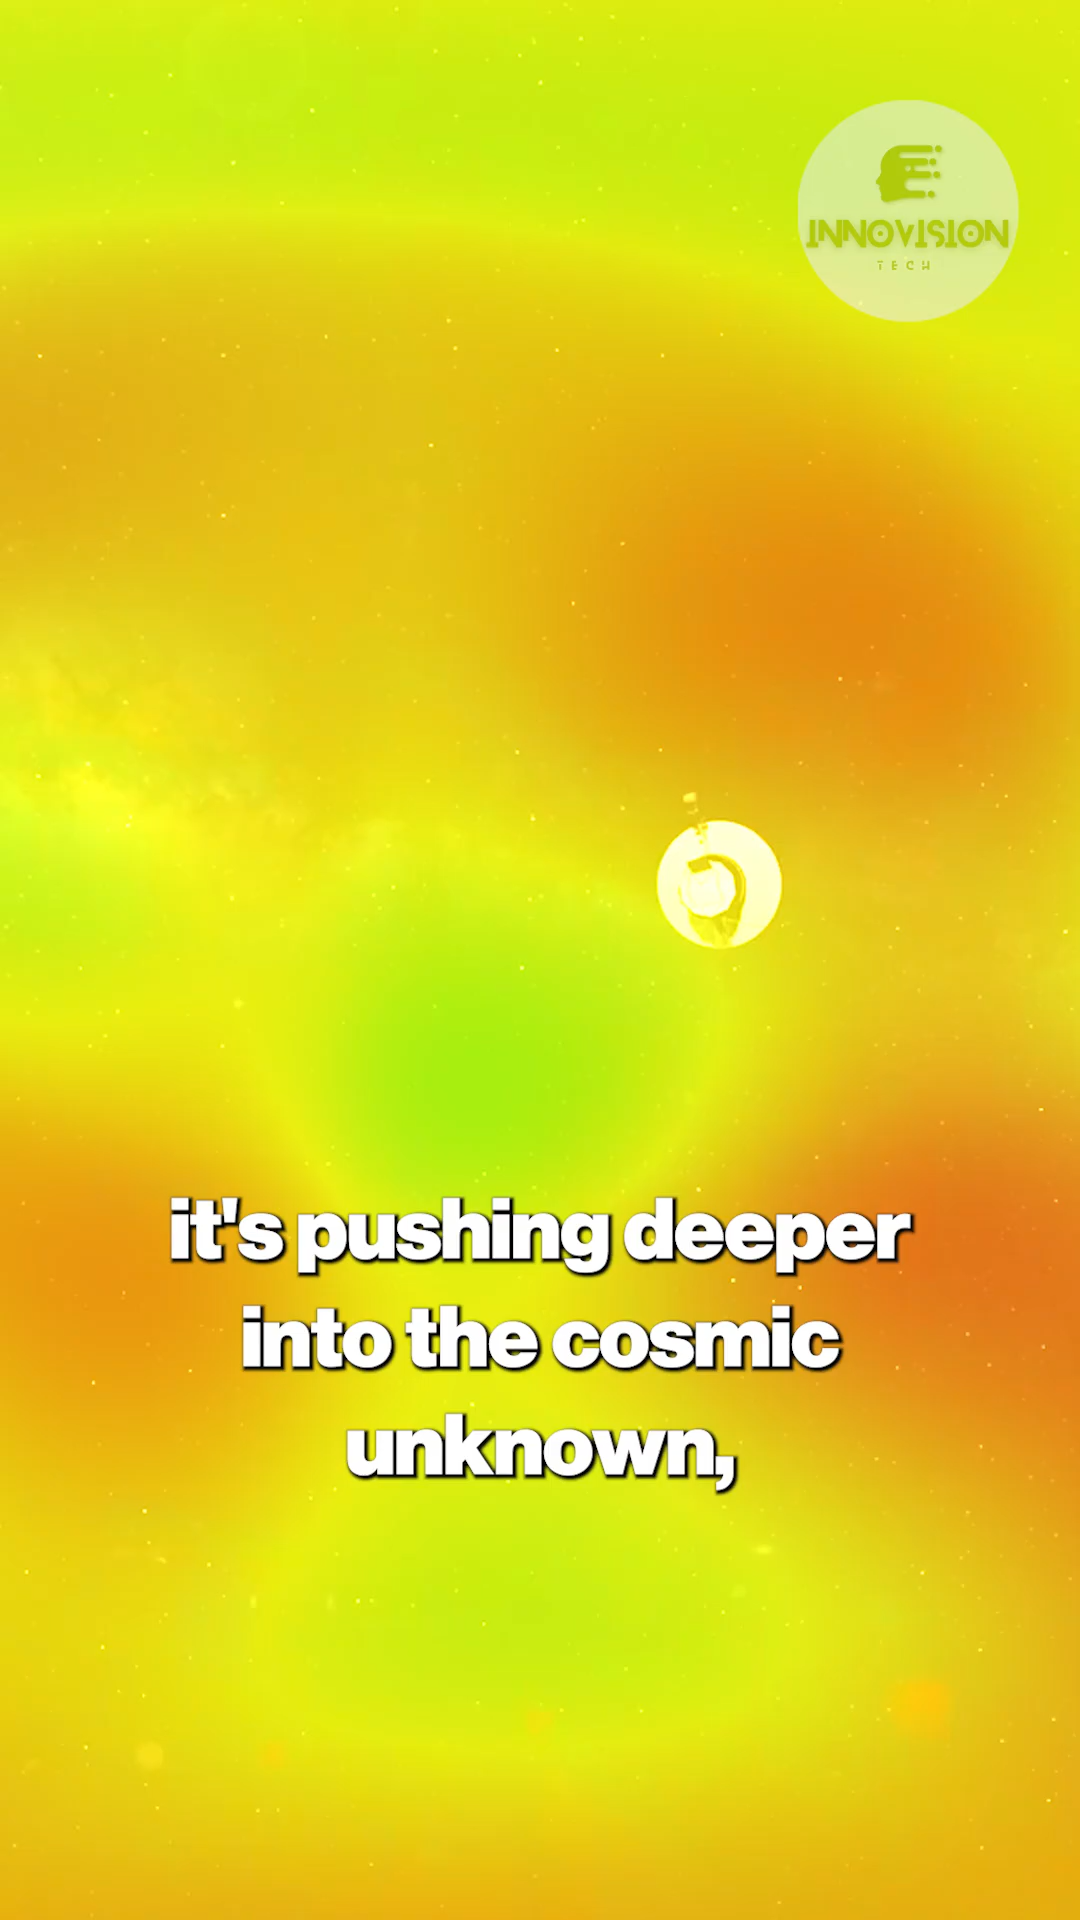 INNOVISION
TECH
it's pushing deeper
into the cosmic
unknown,